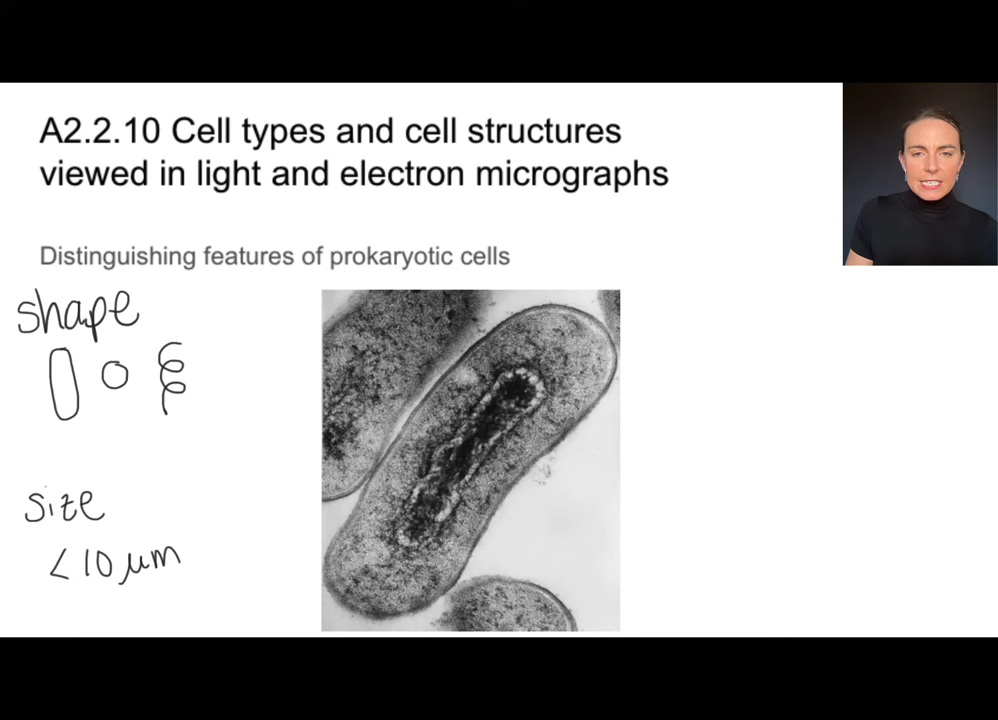 A2.2.10 Cell types and cell structures
viewed in light and electron micrographs
Distinguishing features of prokaryotic cells
shape
size
< 10 μm